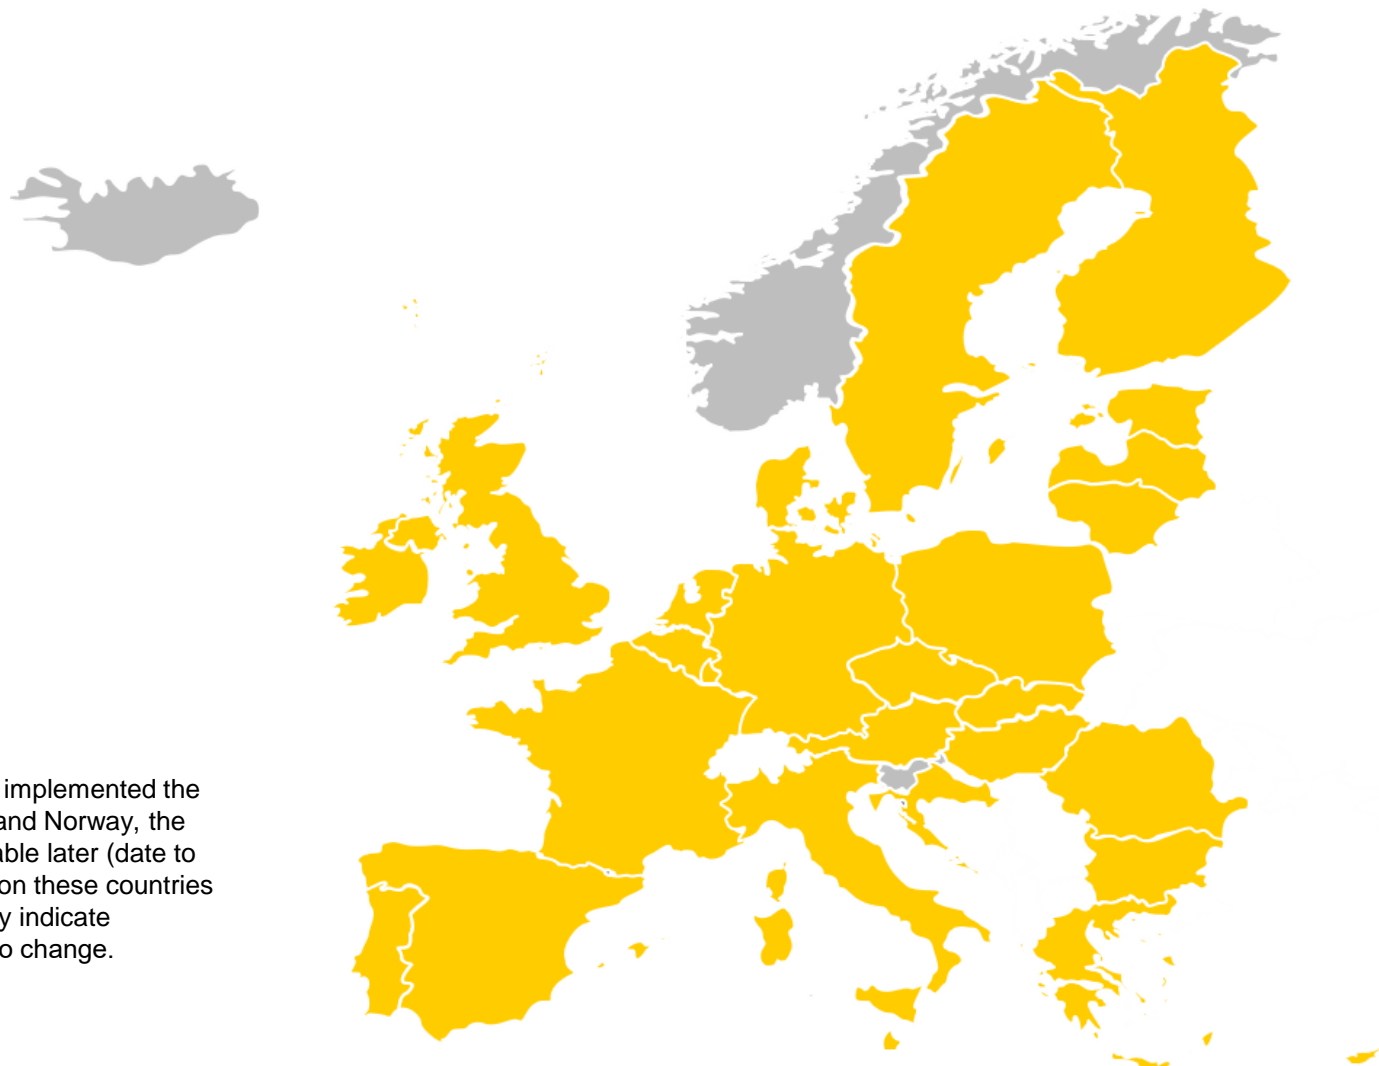 implemented the
and Norway, the
able later (date to
on these countries
y indicate
o change.